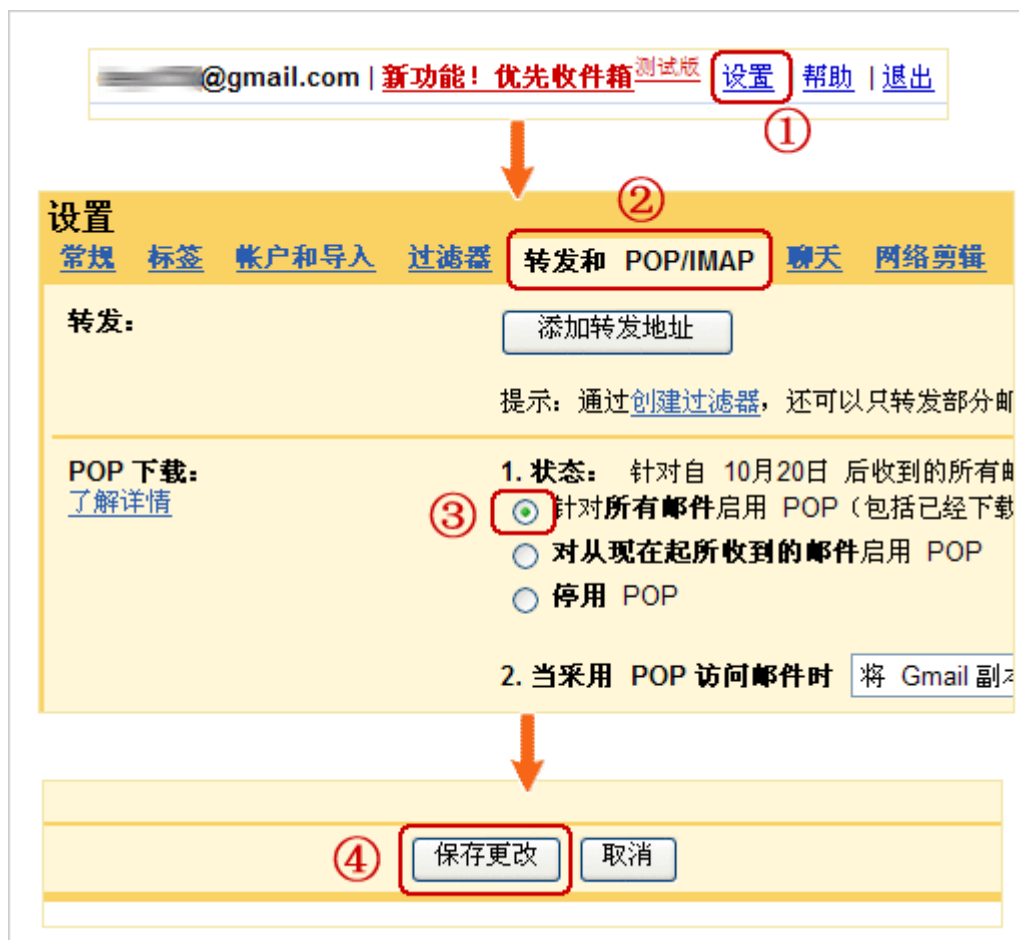 @gmail.com | 新功能！优先收件箱测试版 设置 帮助 | 退出
①
②
设置
常规 标签 帐户和导入 过滤器 转发和 POP/IMAP 聊天 网络剪辑
转发： 添加转发地址
提示：通过创建过滤器，还可以只转发部分邮
POP 下载： 1. 状态： 针对自 10月20日 后收到的所有邮
了解详情 ③ 针对所有邮件启用 POP（包括已经下载
对从现在起所收到的邮件启用 POP
停用 POP
2. 当采用 POP 访问邮件时 将 Gmail 副本
④ 保存更改 取消